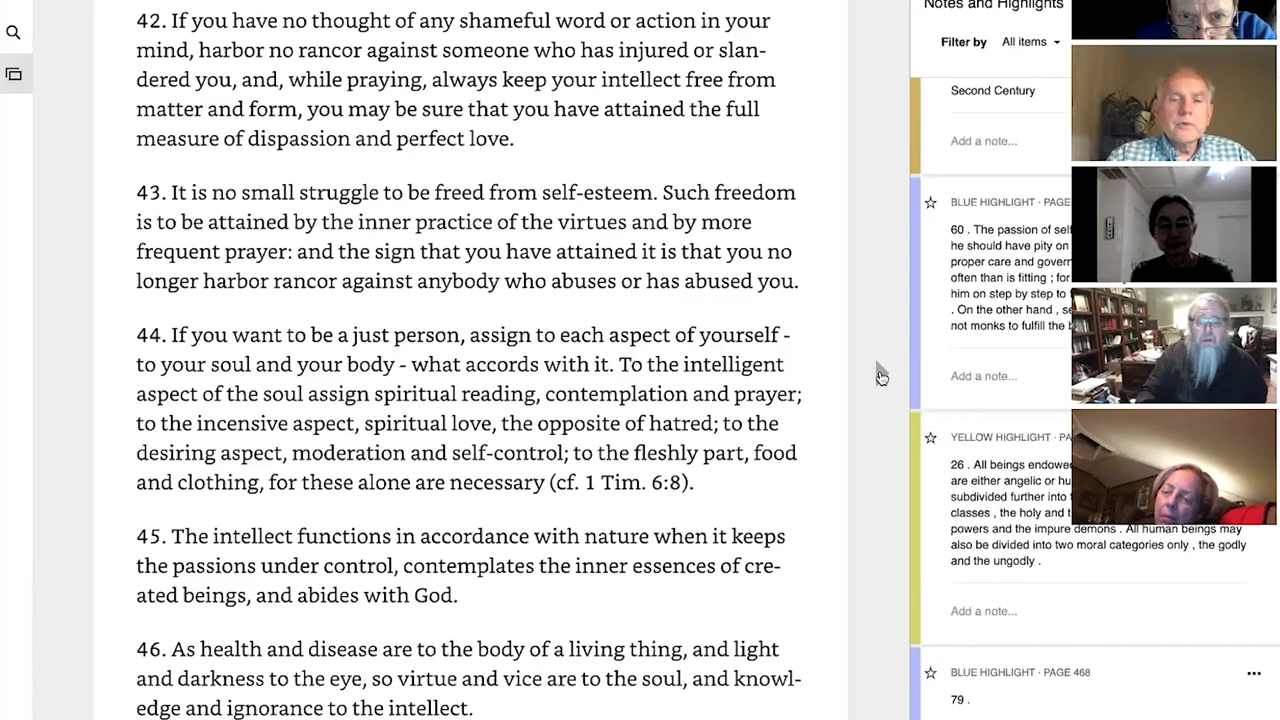 42. If you have no thought of any shameful word or action in your
mind, harbor no rancor against someone who has injured or slan-
dered you, and, while praying, always keep your intellect free from
matter and form, you may be sure that you have attained the full
measure of dispassion and perfect love.
43. It is no small struggle to be freed from self-esteem. Such freedom
is to be attained by the inner practice of the virtues and by more
frequent prayer: and the sign that you have attained it is that you no
longer harbor rancor against anybody who abuses or has abused you.
44. If you want to be a just person, assign to each aspect of yourself -
to your soul and your body - what accords with it. To the intelligent
aspect of the soul assign spiritual reading, contemplation and prayer;
to the incensive aspect, spiritual love, the opposite of hatred; to the
desiring aspect, moderation and self-control; to the fleshly part, food
and clothing, for these alone are necessary (cf. 1 Tim. 6:8).
45. The intellect functions in accordance with nature when it keeps
the passions under control, contemplates the inner essences of cre-
ated beings, and abides with God.
46. As health and disease are to the body of a living thing, and light
and darkness to the eye, so virtue and vice are to the soul, and knowl-
edge and ignorance to the intellect.
Notes and Highlights
Filter by All items
Second Century
Add a note...
BLUE HIGHLIGHT · PAGE
60 . The passion of self
he should have pity on
proper care and govern
often than is fitting ; for
him on step by step to
. On the other hand , se
not monks to fulfill the b
Add a note...
YELLOW HIGHLIGHT · PA
26 . All beings endowe
are either angelic or hu
subdivided further into t
classes , the holy and t
powers and the impure demons . All human beings may
also be divided into two moral categories only , the godly
and the ungodly .
Add a note...
BLUE HIGHLIGHT · PAGE 468
79 .